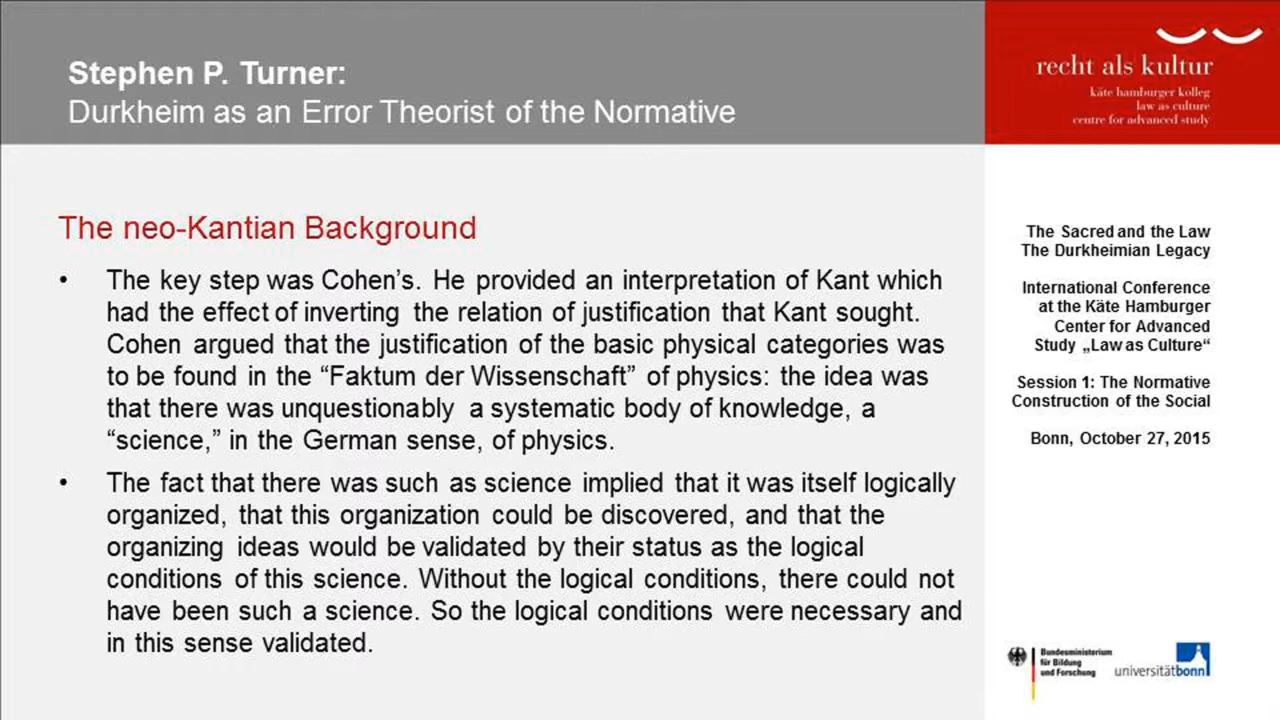 Stephen P. Turner:
Durkheim as an Error Theorist of the Normative
recht als kultur
käte hamburger kolleg
law as culture
centre for advanced study
The neo-Kantian Background
• The key step was Cohen’s. He provided an interpretation of Kant which
had the effect of inverting the relation of justification that Kant sought.
Cohen argued that the justification of the basic physical categories was
to be found in the “Faktum der Wissenschaft” of physics: the idea was
that there was unquestionably a systematic body of knowledge, a
“science,” in the German sense, of physics.
• The fact that there was such as science implied that it was itself logically
organized, that this organization could be discovered, and that the
organizing ideas would be validated by their status as the logical
conditions of this science. Without the logical conditions, there could not
have been such a science. So the logical conditions were necessary and
in this sense validated.
The Sacred and the Law
The Durkheimian Legacy
International Conference
at the Käte Hamburger
Center for Advanced
Study „Law as Culture“
Session 1: The Normative
Construction of the Social
Bonn, October 27, 2015
Bundesministerium
für Bildung
und Forschung
universitätbonn